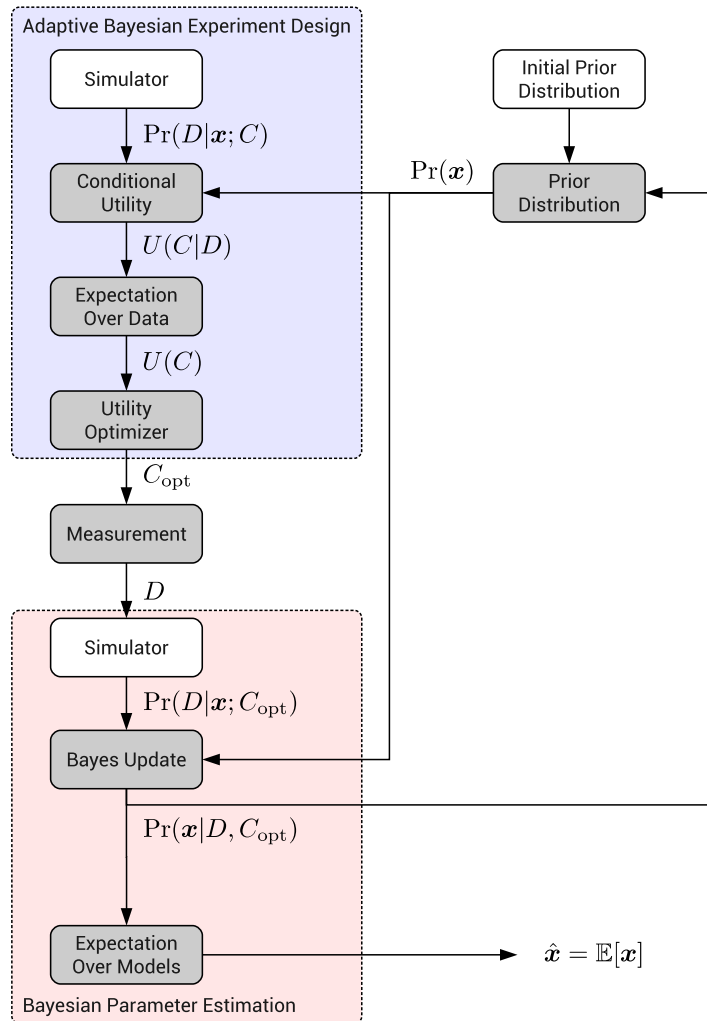 Adaptive Bayesian Experiment Design
Simulator
Initial Prior
Distribution
Pr(D|x; C)
Pr(x)
Conditional
Utility
Prior
Distribution
U(C|D)
Expectation
Over Data
U(C)
Utility
Optimizer
C_opt
Measurement
D
Simulator
Pr(D|x; C_opt)
Bayes Update
Pr(x|D, C_opt)
Expectation
Over Models
x̂ = 𝔼[x]
Bayesian Parameter Estimation